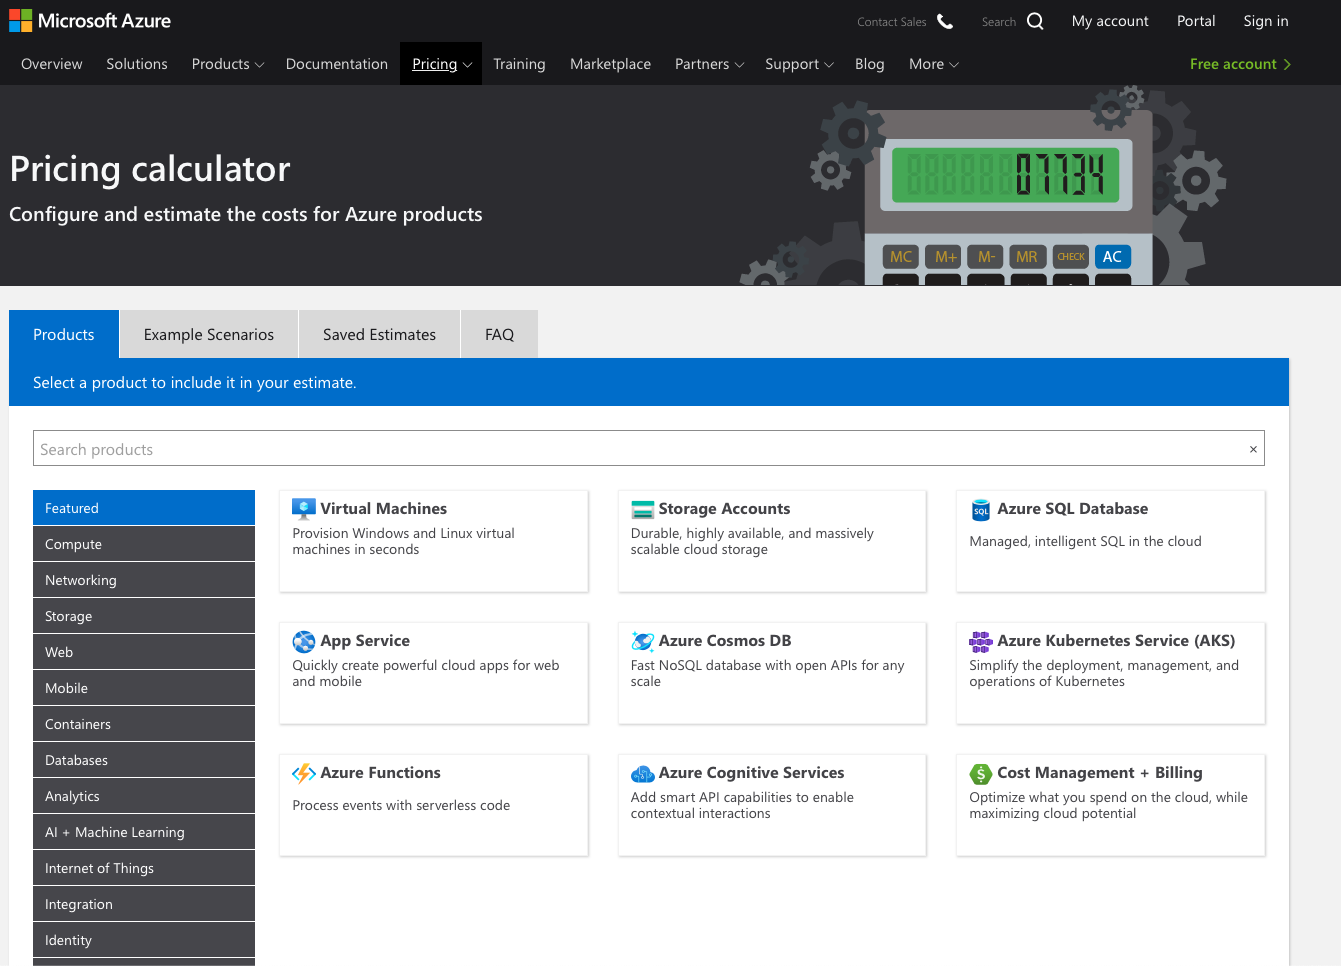 Microsoft Azure
Contact Sales Search My account Portal Sign in
Overview Solutions Products Documentation Pricing Training Marketplace Partners Support Blog More Free account
Pricing calculator
Configure and estimate the costs for Azure products
07734
MC M+ M- MR CHECK AC
Products Example Scenarios Saved Estimates FAQ
Select a product to include it in your estimate.
Search products ×
Featured
Compute
Networking
Storage
Web
Mobile
Containers
Databases
Analytics
AI + Machine Learning
Internet of Things
Integration
Identity
Virtual Machines
Provision Windows and Linux virtual
machines in seconds
Storage Accounts
Durable, highly available, and massively
scalable cloud storage
SQL
Azure SQL Database
Managed, intelligent SQL in the cloud
App Service
Quickly create powerful cloud apps for web
and mobile
Azure Cosmos DB
Fast NoSQL database with open APIs for any
scale
Azure Kubernetes Service (AKS)
Simplify the deployment, management, and
operations of Kubernetes
Azure Functions
Process events with serverless code
Azure Cognitive Services
Add smart API capabilities to enable
contextual interactions
$
Cost Management + Billing
Optimize what you spend on the cloud, while
maximizing cloud potential